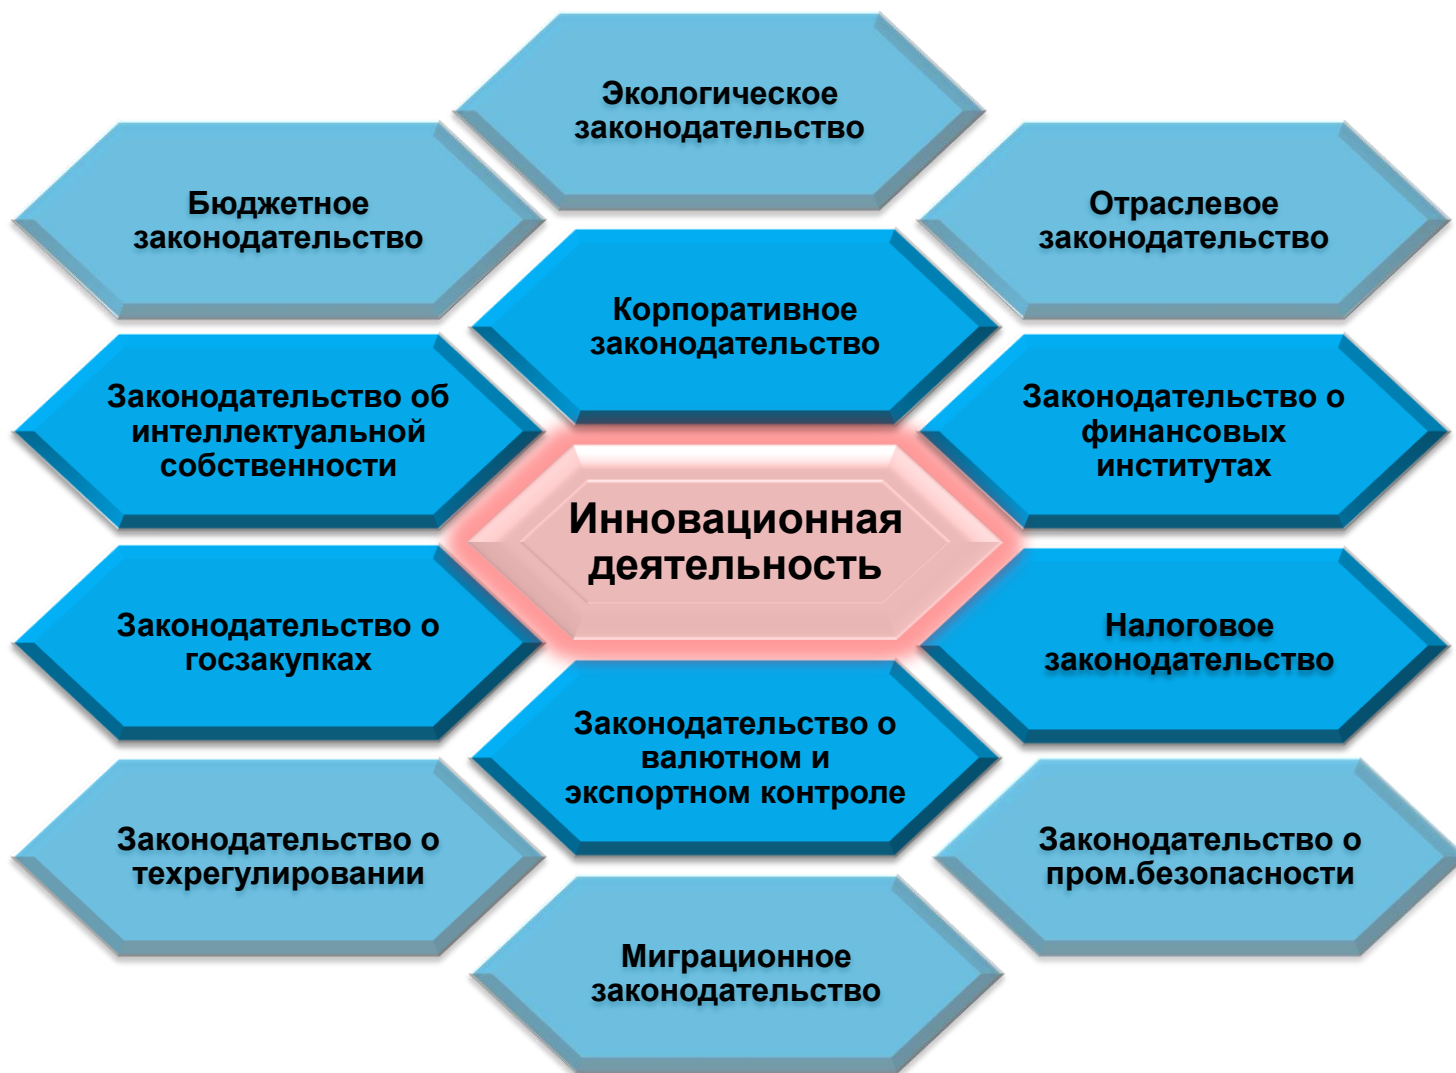 Экологическое
законодательство
Бюджетное
законодательство
Отраслевое
законодательство
Корпоративное
законодательство
Законодательство об
интеллектуальной
собственности
Законодательство о
финансовых
институтах
Инновационная
деятельность
Законодательство о
госзакупках
Налоговое
законодательство
Законодательство о
валютном и
экспортном контроле
Законодательство о
техрегулировании
Законодательство о
пром.безопасности
Миграционное
законодательство